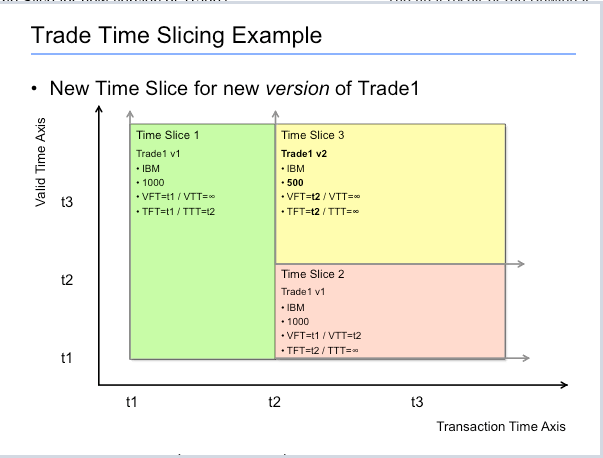 Trade Time Slicing Example
• New Time Slice for new version of Trade1
Valid Time Axis
t3
t2
t1
Time Slice 1
Trade1 v1
• IBM
• 1000
• VFT=t1 / VTT=∞
• TFT=t1 / TTT=t2
Time Slice 3
Trade1 v2
• IBM
• 500
• VFT=t2 / VTT=∞
• TFT=t2 / TTT=∞
Time Slice 2
Trade1 v1
• IBM
• 1000
• VFT=t1 / VTT=t2
• TFT=t2 / TTT=∞
t1
t2
t3
Transaction Time Axis